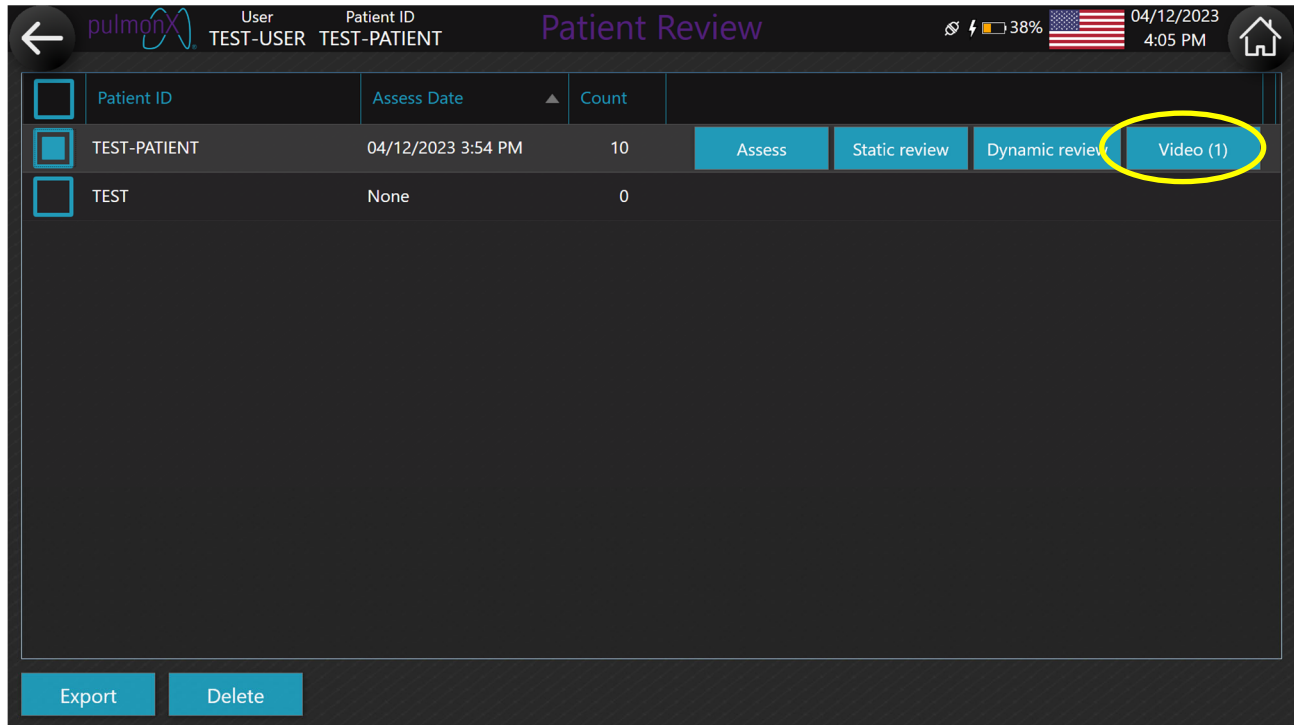 pulmonX®
User
TEST-USER
Patient ID
TEST-PATIENT
Patient Review
38%
04/12/2023
4:05 PM
Patient ID Assess Date Count
TEST-PATIENT 04/12/2023 3:54 PM 10 Assess Static review Dynamic review Video (1)
TEST None 0
Export Delete